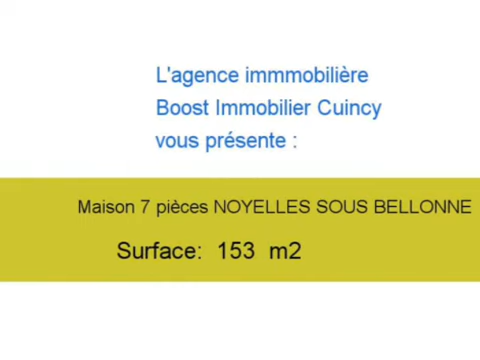 L'agence immmobilière
Boost Immobilier Cuincy
vous présente :
Maison 7 pièces NOYELLES SOUS BELLONNE
Surface: 153 m2